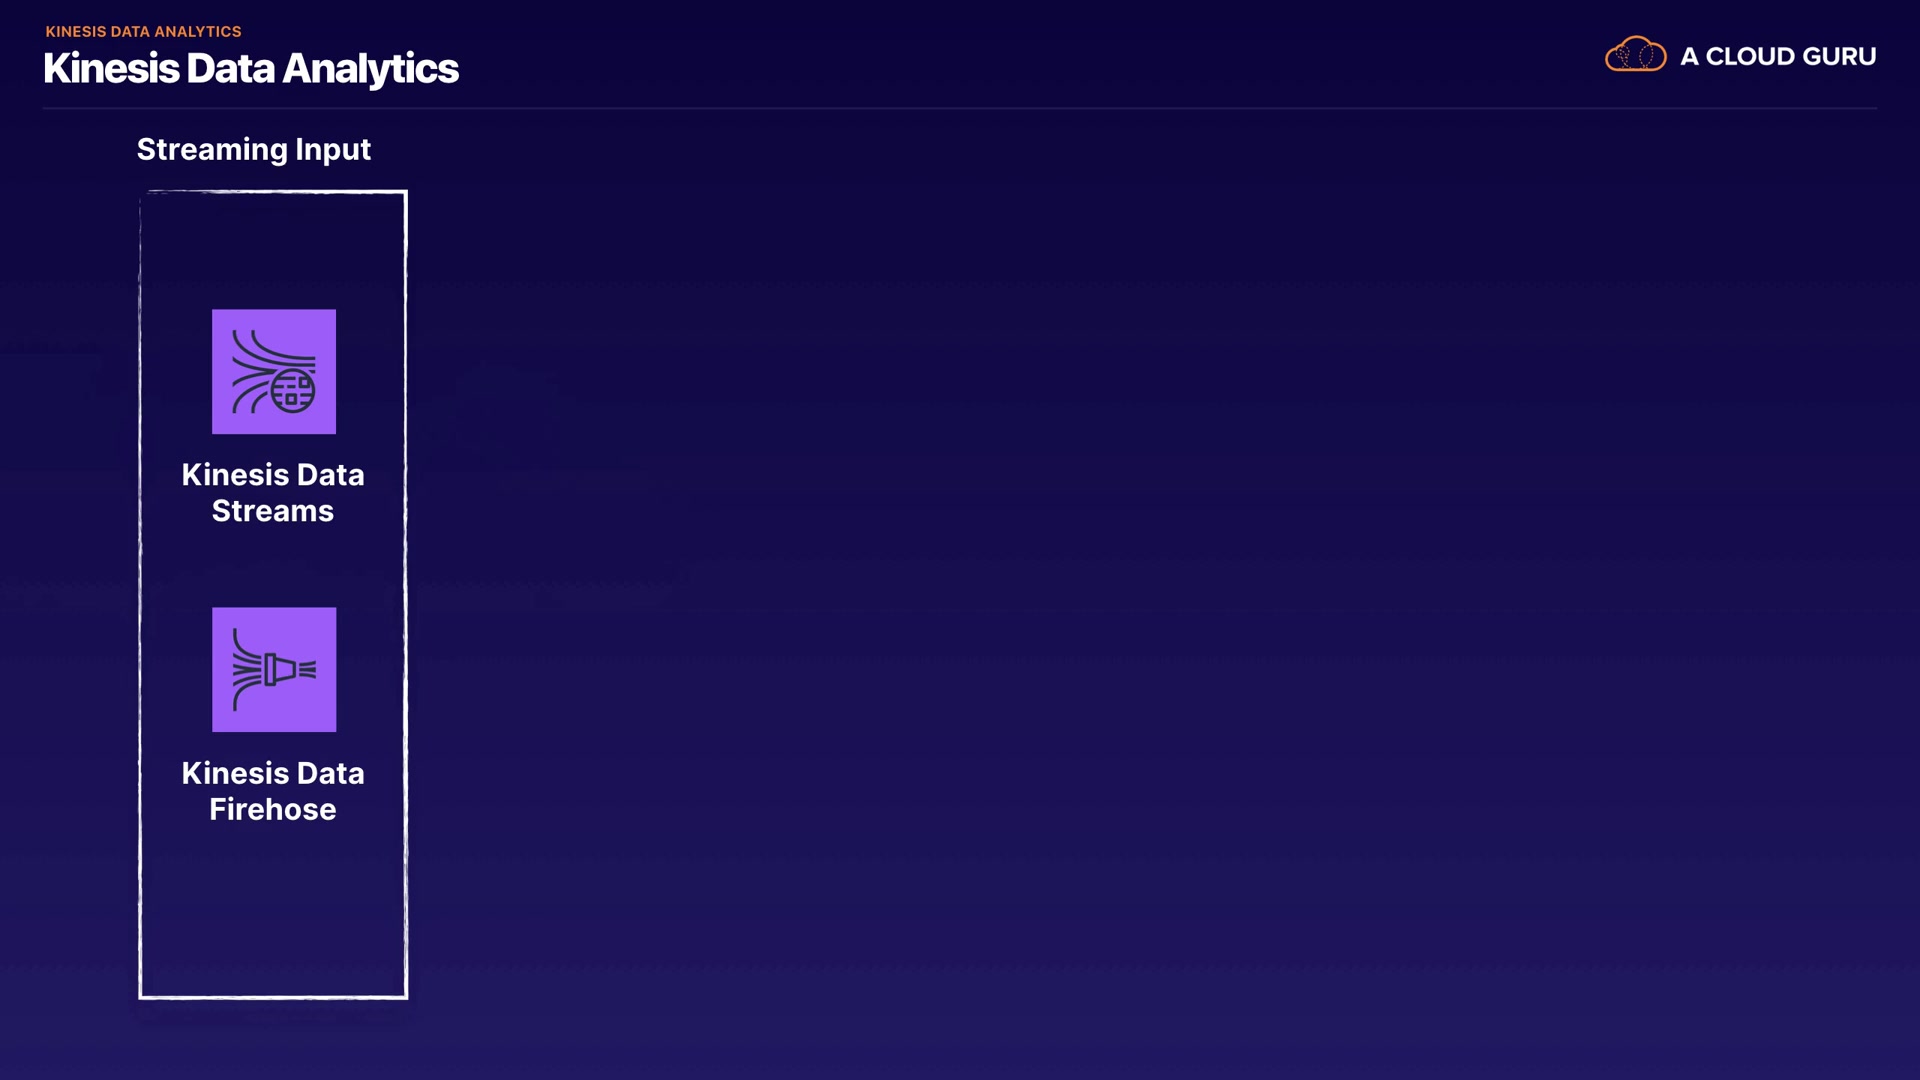 KINESIS DATA ANALYTICS
Kinesis Data Analytics
A CLOUD GURU
Streaming Input
Kinesis Data
Streams
Kinesis Data
Firehose